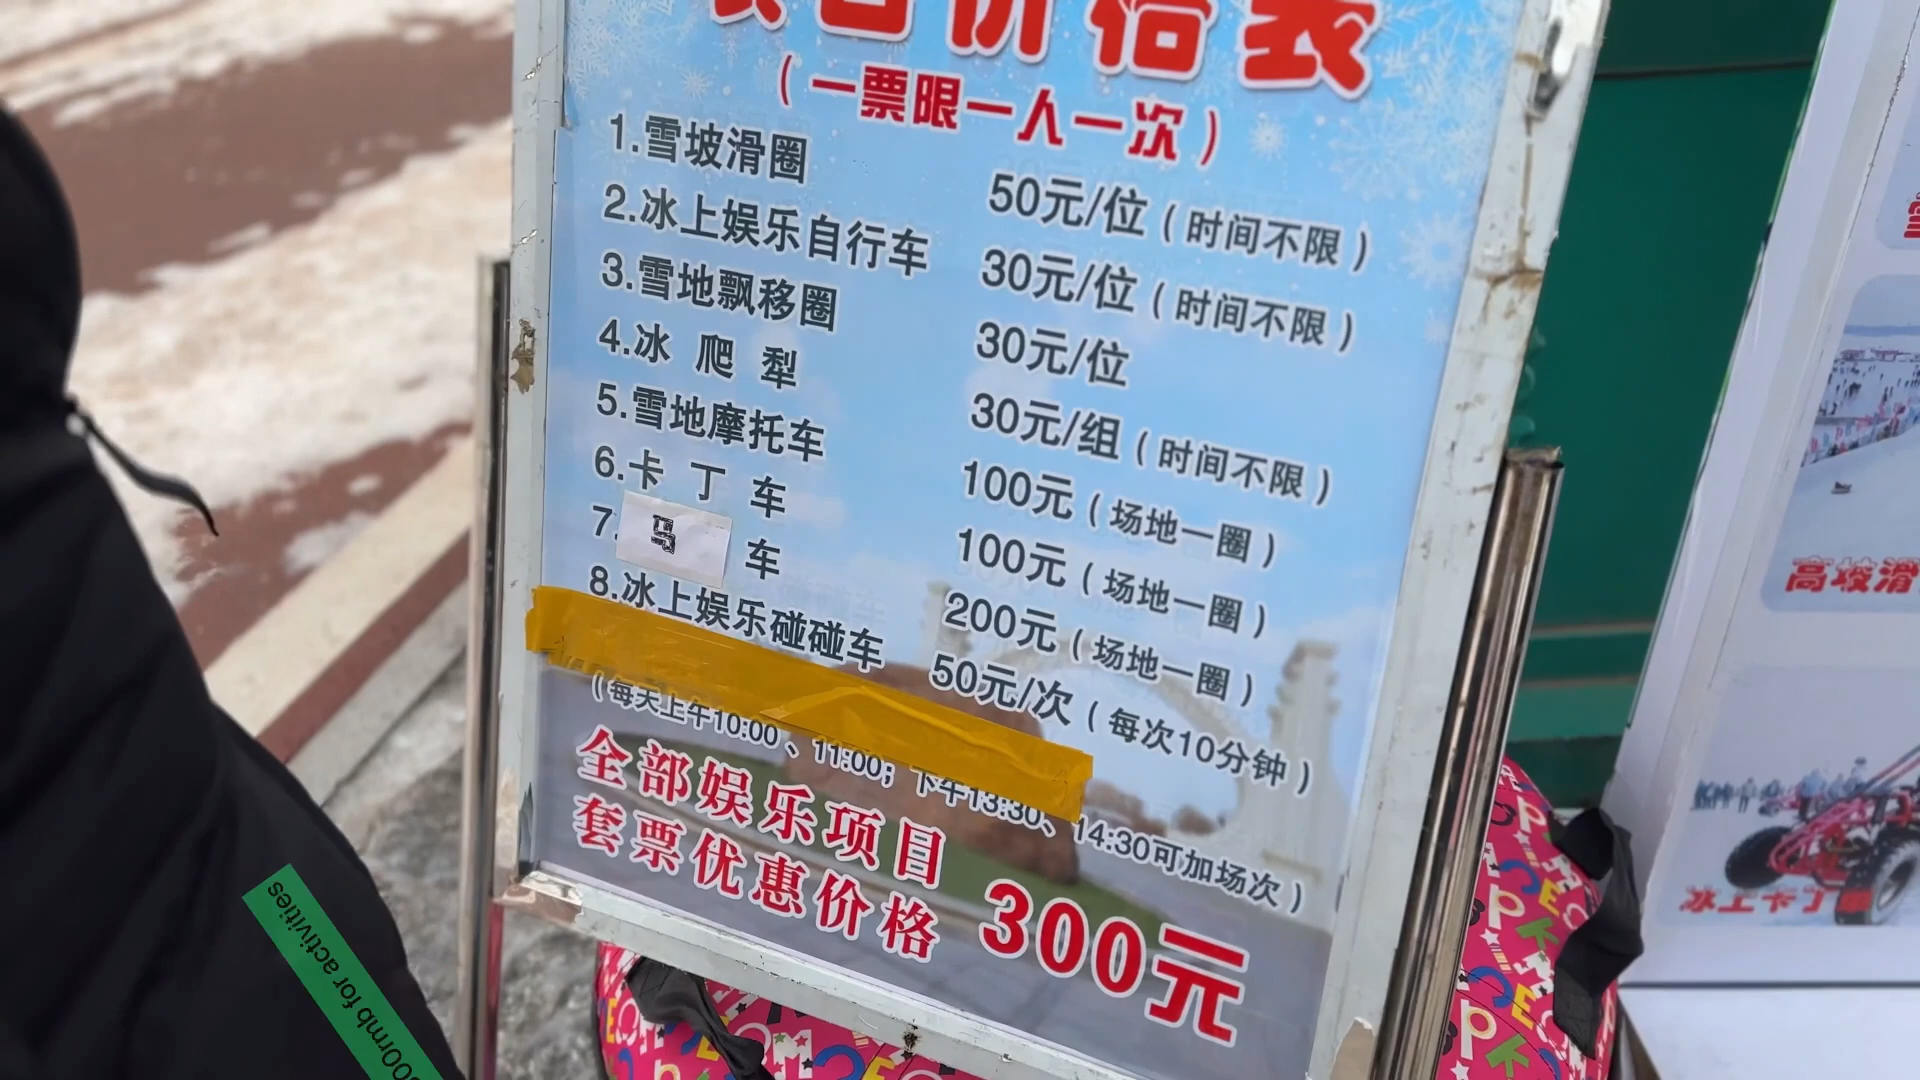 项目价格表
（一票限一人一次）
1.雪坡滑圈 50元/位（时间不限）
2.冰上娱乐自行车 30元/位（时间不限）
3.雪地飘移圈 30元/位
4.冰爬犁 30元/组（时间不限）
5.雪地摩托车 100元（场地一圈）
6.卡丁车 100元（场地一圈）
7.马车 200元（场地一圈）
8.冰上娱乐碰碰车 50元/次（每次10分钟）
（每天上午10:00、11:00；下午13:30、14:30可加场次）
全部娱乐项目
套票优惠价格 300元
高坡滑
冰上卡丁
00rmb for activities